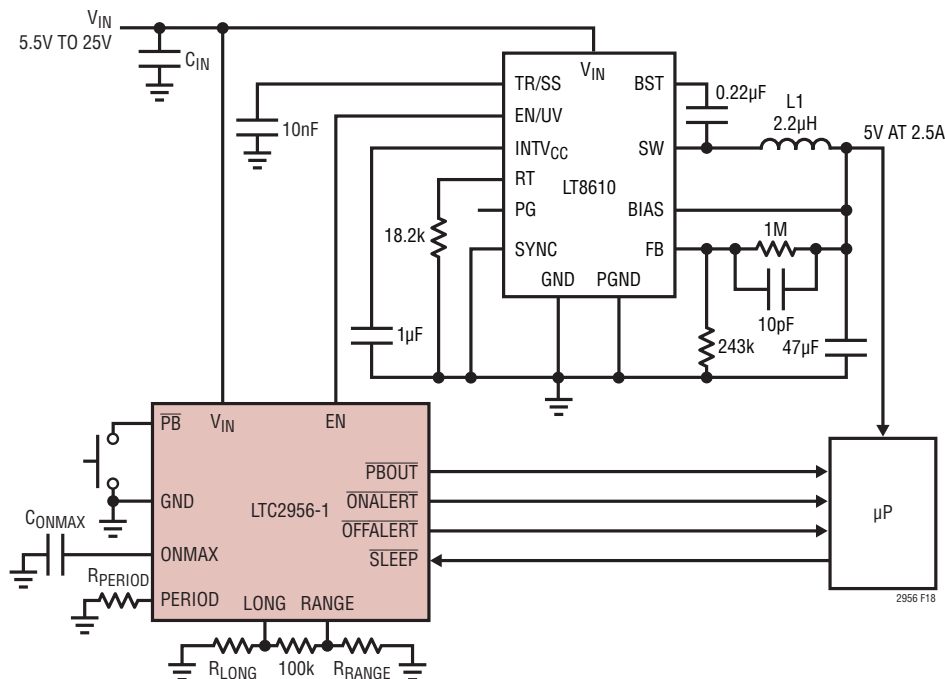 VIN
5.5V TO 25V
CIN
10nF
18.2k
1µF
VIN
TR/SS
EN/UV
INTVCC
RT
PG
SYNC
LT8610
BST
SW
BIAS
FB
GND
PGND
0.22µF
L1
2.2µH
5V AT 2.5A
1M
10pF
243k
47µF
PB
VIN
EN
GND
LTC2956-1
ONMAX
PERIOD
LONG
RANGE
PBOUT
ONALERT
OFFALERT
SLEEP
CONMAX
RPERIOD
RLONG
100k
RRANGE
µP
2956 F18